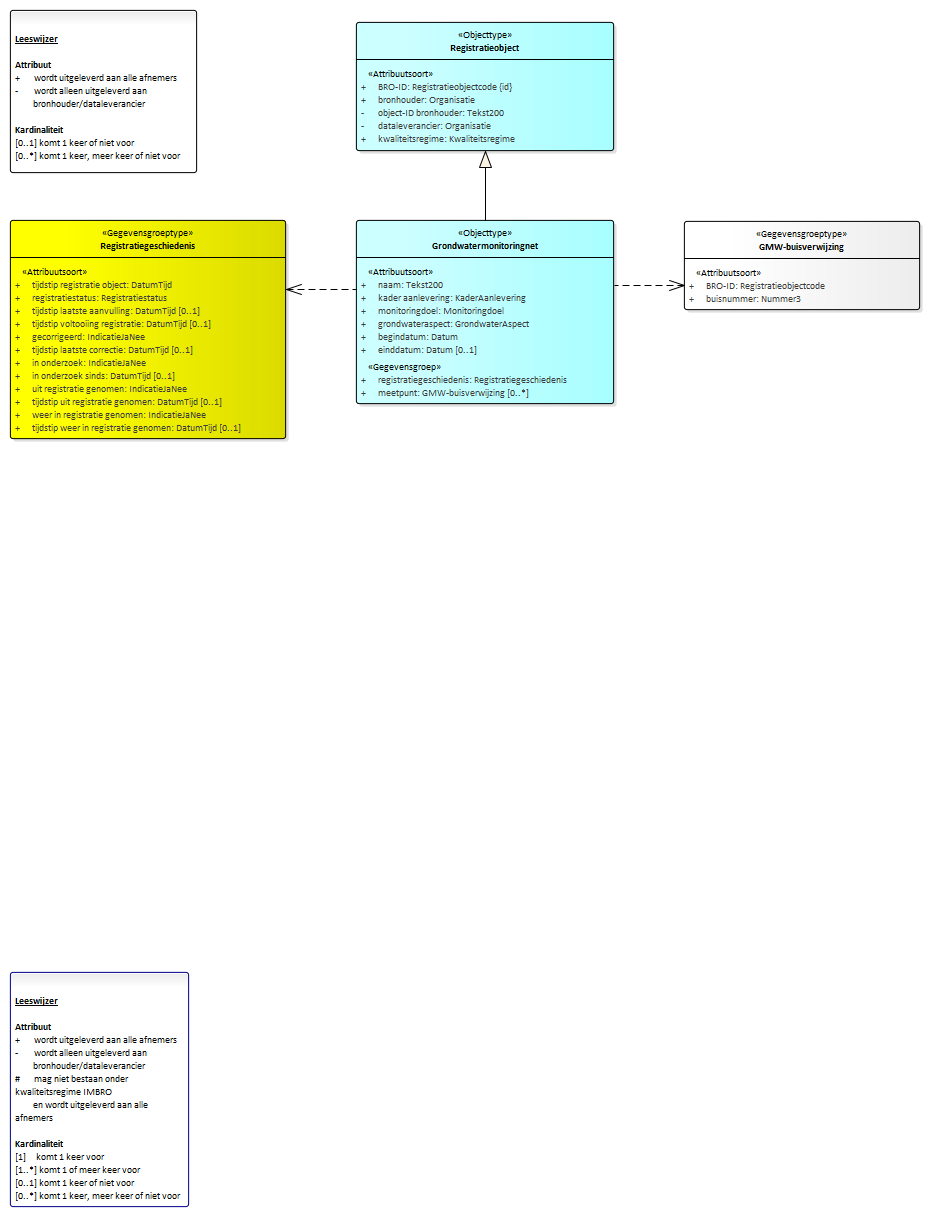 Leeswijzer
Attribuut
+ wordt uitgeleverd aan alle afnemers
- wordt alleen uitgeleverd aan
bronhouder/dataleverancier
Kardinaliteit
[0..1] komt 1 keer of niet voor
[0..*] komt 1 keer, meer keer of niet voor
«Objecttype»
Registratieobject
«Attribuutsoort»
+ BRO-ID: Registratieobjectcode {id}
+ bronhouder: Organisatie
- object-ID bronhouder: Tekst200
- dataleverancier: Organisatie
+ kwaliteitsregime: Kwaliteitsregime
«Gegevensgroeptype»
Registratiegeschiedenis
«Attribuutsoort»
+ tijdstip registratie object: DatumTijd
+ registratiestatus: Registratiestatus
+ tijdstip laatste aanvulling: DatumTijd [0..1]
+ tijdstip voltooiing registratie: DatumTijd [0..1]
+ gecorrigeerd: IndicatieJaNee
+ tijdstip laatste correctie: DatumTijd [0..1]
+ in onderzoek: IndicatieJaNee
+ in onderzoek sinds: DatumTijd [0..1]
+ uit registratie genomen: IndicatieJaNee
+ tijdstip uit registratie genomen: DatumTijd [0..1]
+ weer in registratie genomen: IndicatieJaNee
+ tijdstip weer in registratie genomen: DatumTijd [0..1]
«Objecttype»
Grondwatermonitoringnet
«Attribuutsoort»
+ naam: Tekst200
+ kader aanlevering: KaderAanlevering
+ monitoringdoel: Monitoringdoel
+ grondwateraspect: GrondwaterAspect
+ begindatum: Datum
+ einddatum: Datum [0..1]
«Gegevensgroep»
+ registratiegeschiedenis: Registratiegeschiedenis
+ meetpunt: GMW-buisverwijzing [0..*]
«Gegevensgroeptype»
GMW-buisverwijzing
«Attribuutsoort»
+ BRO-ID: Registratieobjectcode
+ buisnummer: Nummer3
Leeswijzer
Attribuut
+ wordt uitgeleverd aan alle afnemers
- wordt alleen uitgeleverd aan
bronhouder/dataleverancier
# mag niet bestaan onder
kwaliteitsregime IMBRO
en wordt uitgeleverd aan alle
afnemers
Kardinaliteit
[1] komt 1 keer voor
[1..*] komt 1 of meer keer voor
[0..1] komt 1 keer of niet voor
[0..*] komt 1 keer, meer keer of niet voor